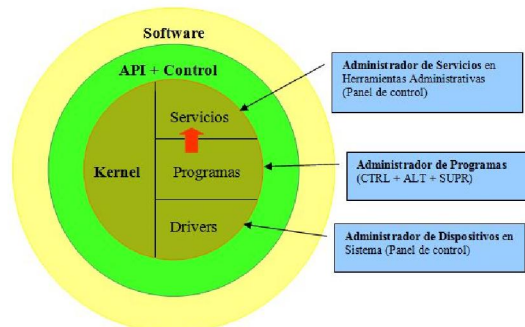 Software
API + Control
Servicios
Kernel
Programas
Drivers
Administrador de Servicios en
Herramientas Administrativas
(Panel de control)
Administrador de Programas
(CTRL + ALT + SUPR)
Administrador de Dispositivos en
Sistema (Panel de control)